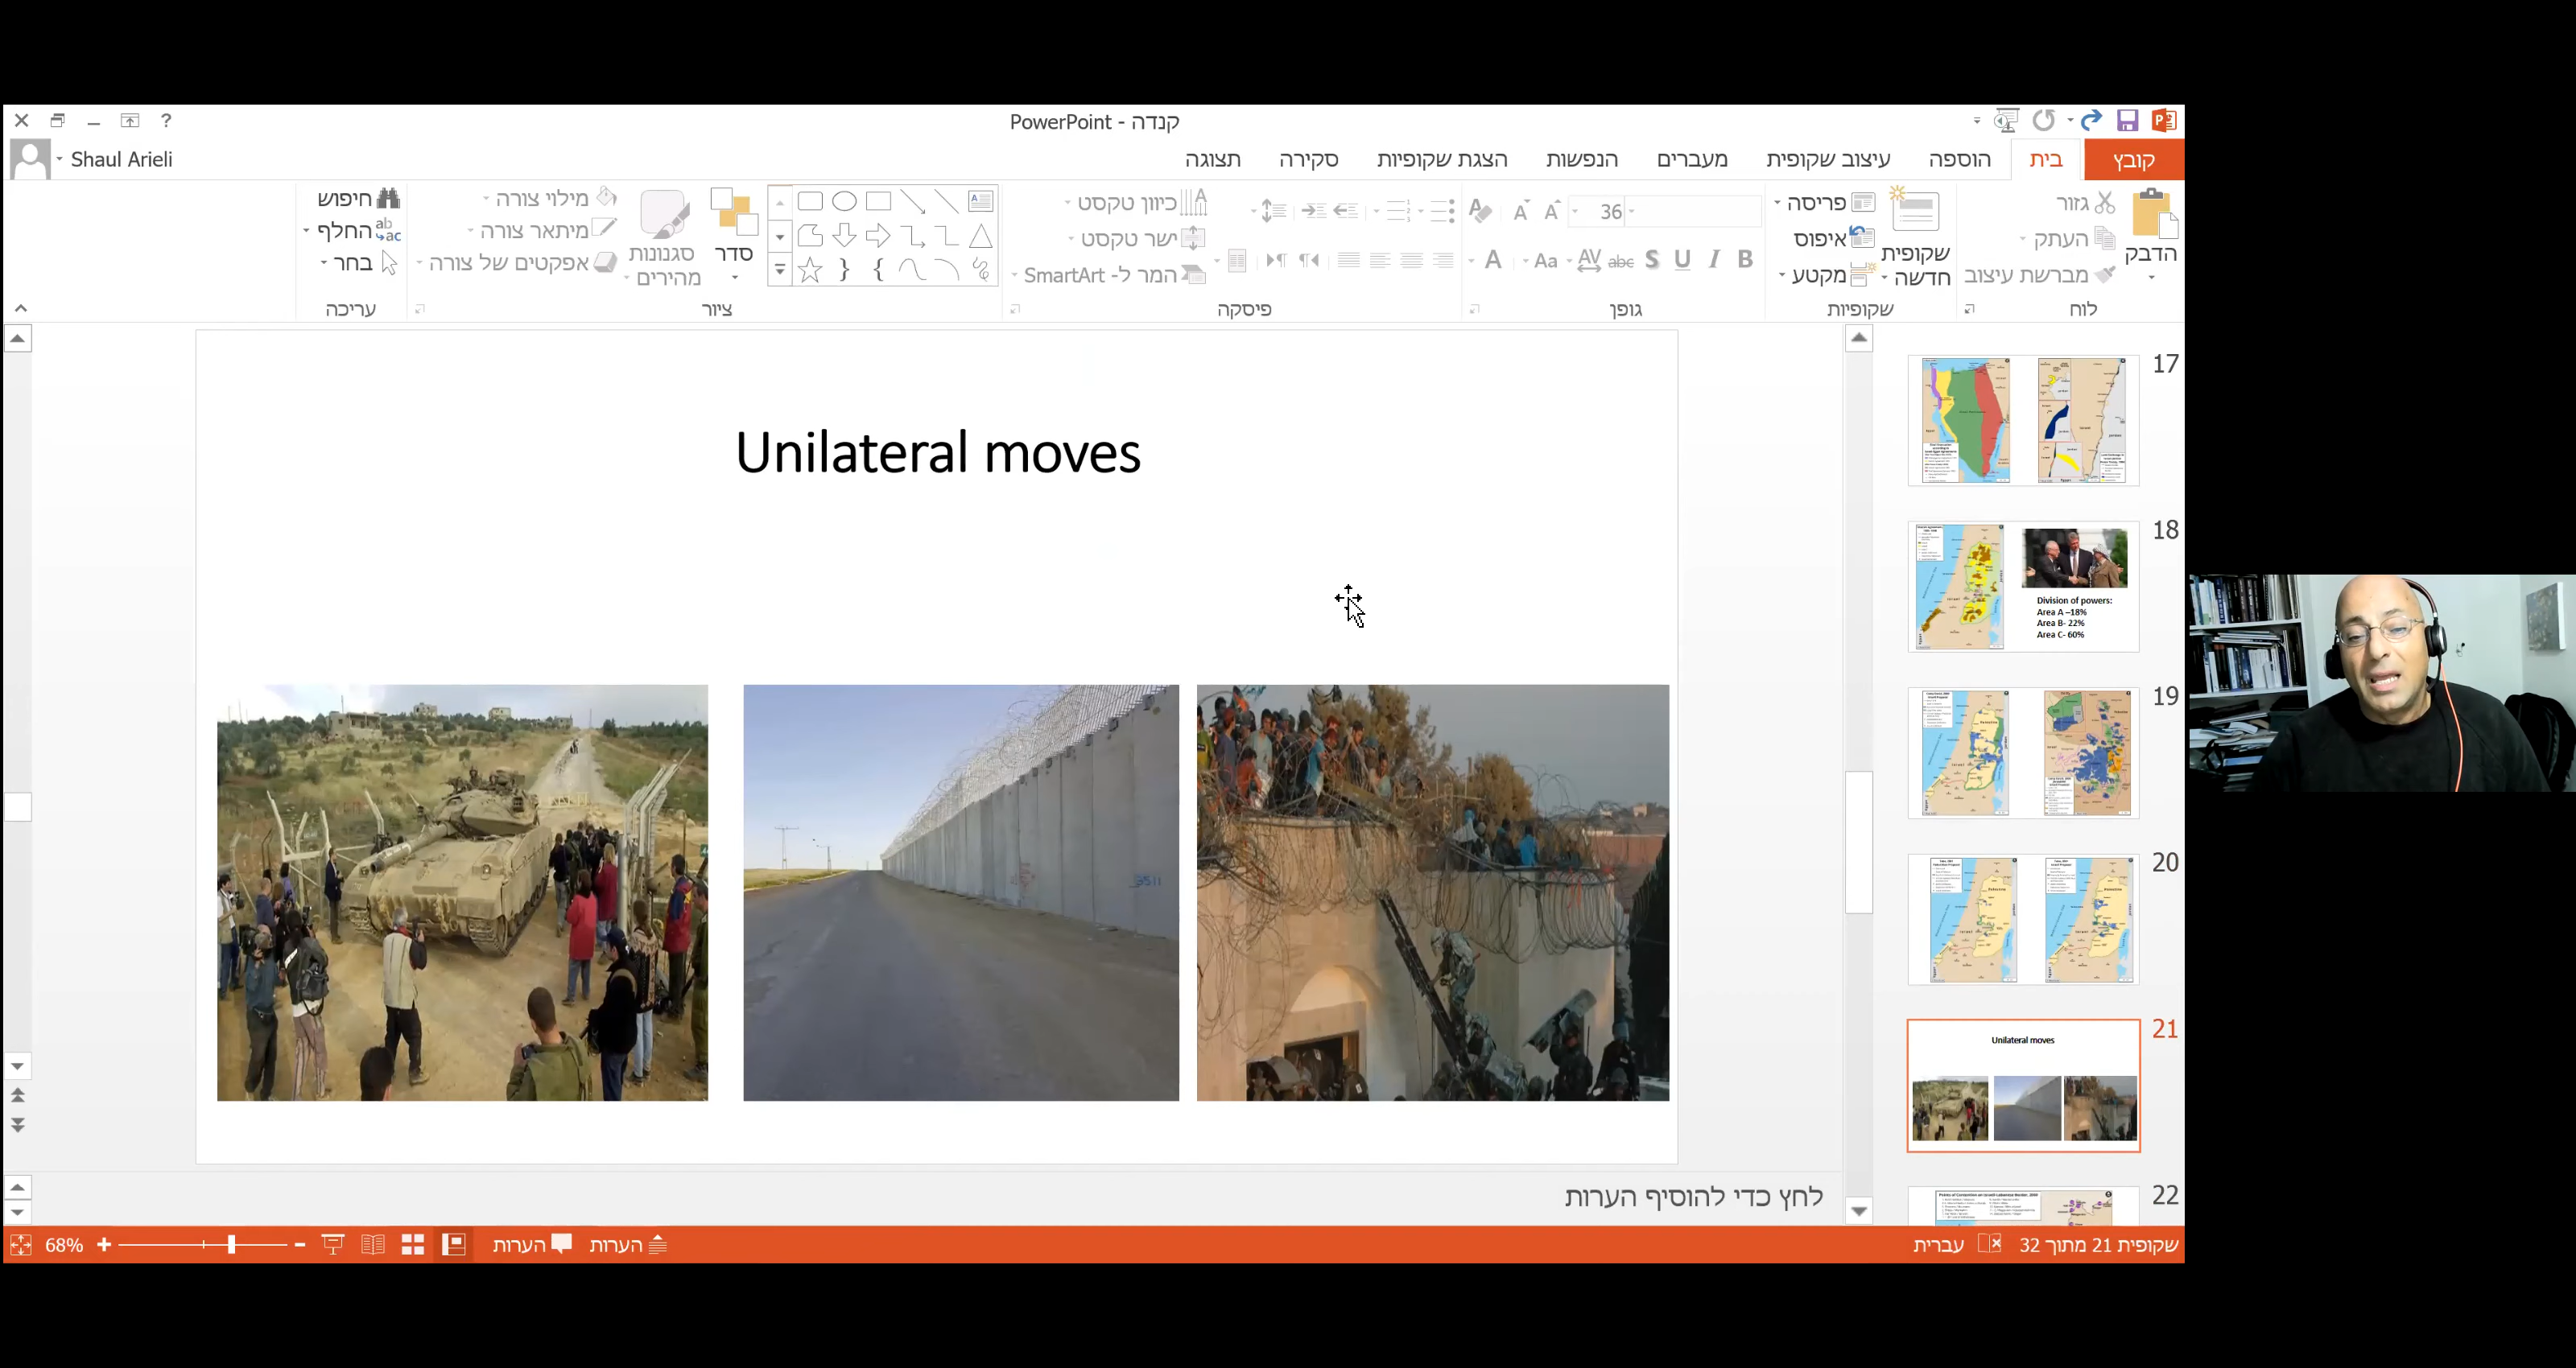 קנדה - PowerPoint
?
Shaul Arieli
קובץ
בית
הוספה
עיצוב שקופית
מעברים
הנפשות
הצגת שקופיות
סקירה
תצוגה
הדבק
גזור
העתק
מברשת עיצוב
לוח
שקופית
חדשה
פריסה
איפוס
מקטע
שקופיות
36
B I U S abc AV Aa A
גופן
כיוון טקסט
ישר טקסט
המר ל- SmartArt
פיסקה
סדר
סגנונות
מהירים
מילוי צורה
מיתאר צורה
אפקטים של צורה
ציור
חיפוש
החלף
בחר
עריכה
Unilateral moves
3511
17
18
Division of powers:
Area A –18%
Area B- 22%
Area C- 60%
19
20
21
Unilateral moves
22
לחץ כדי להוסיף הערות
שקופית 21 מתוך 32
עברית
הערות
הערות
68%